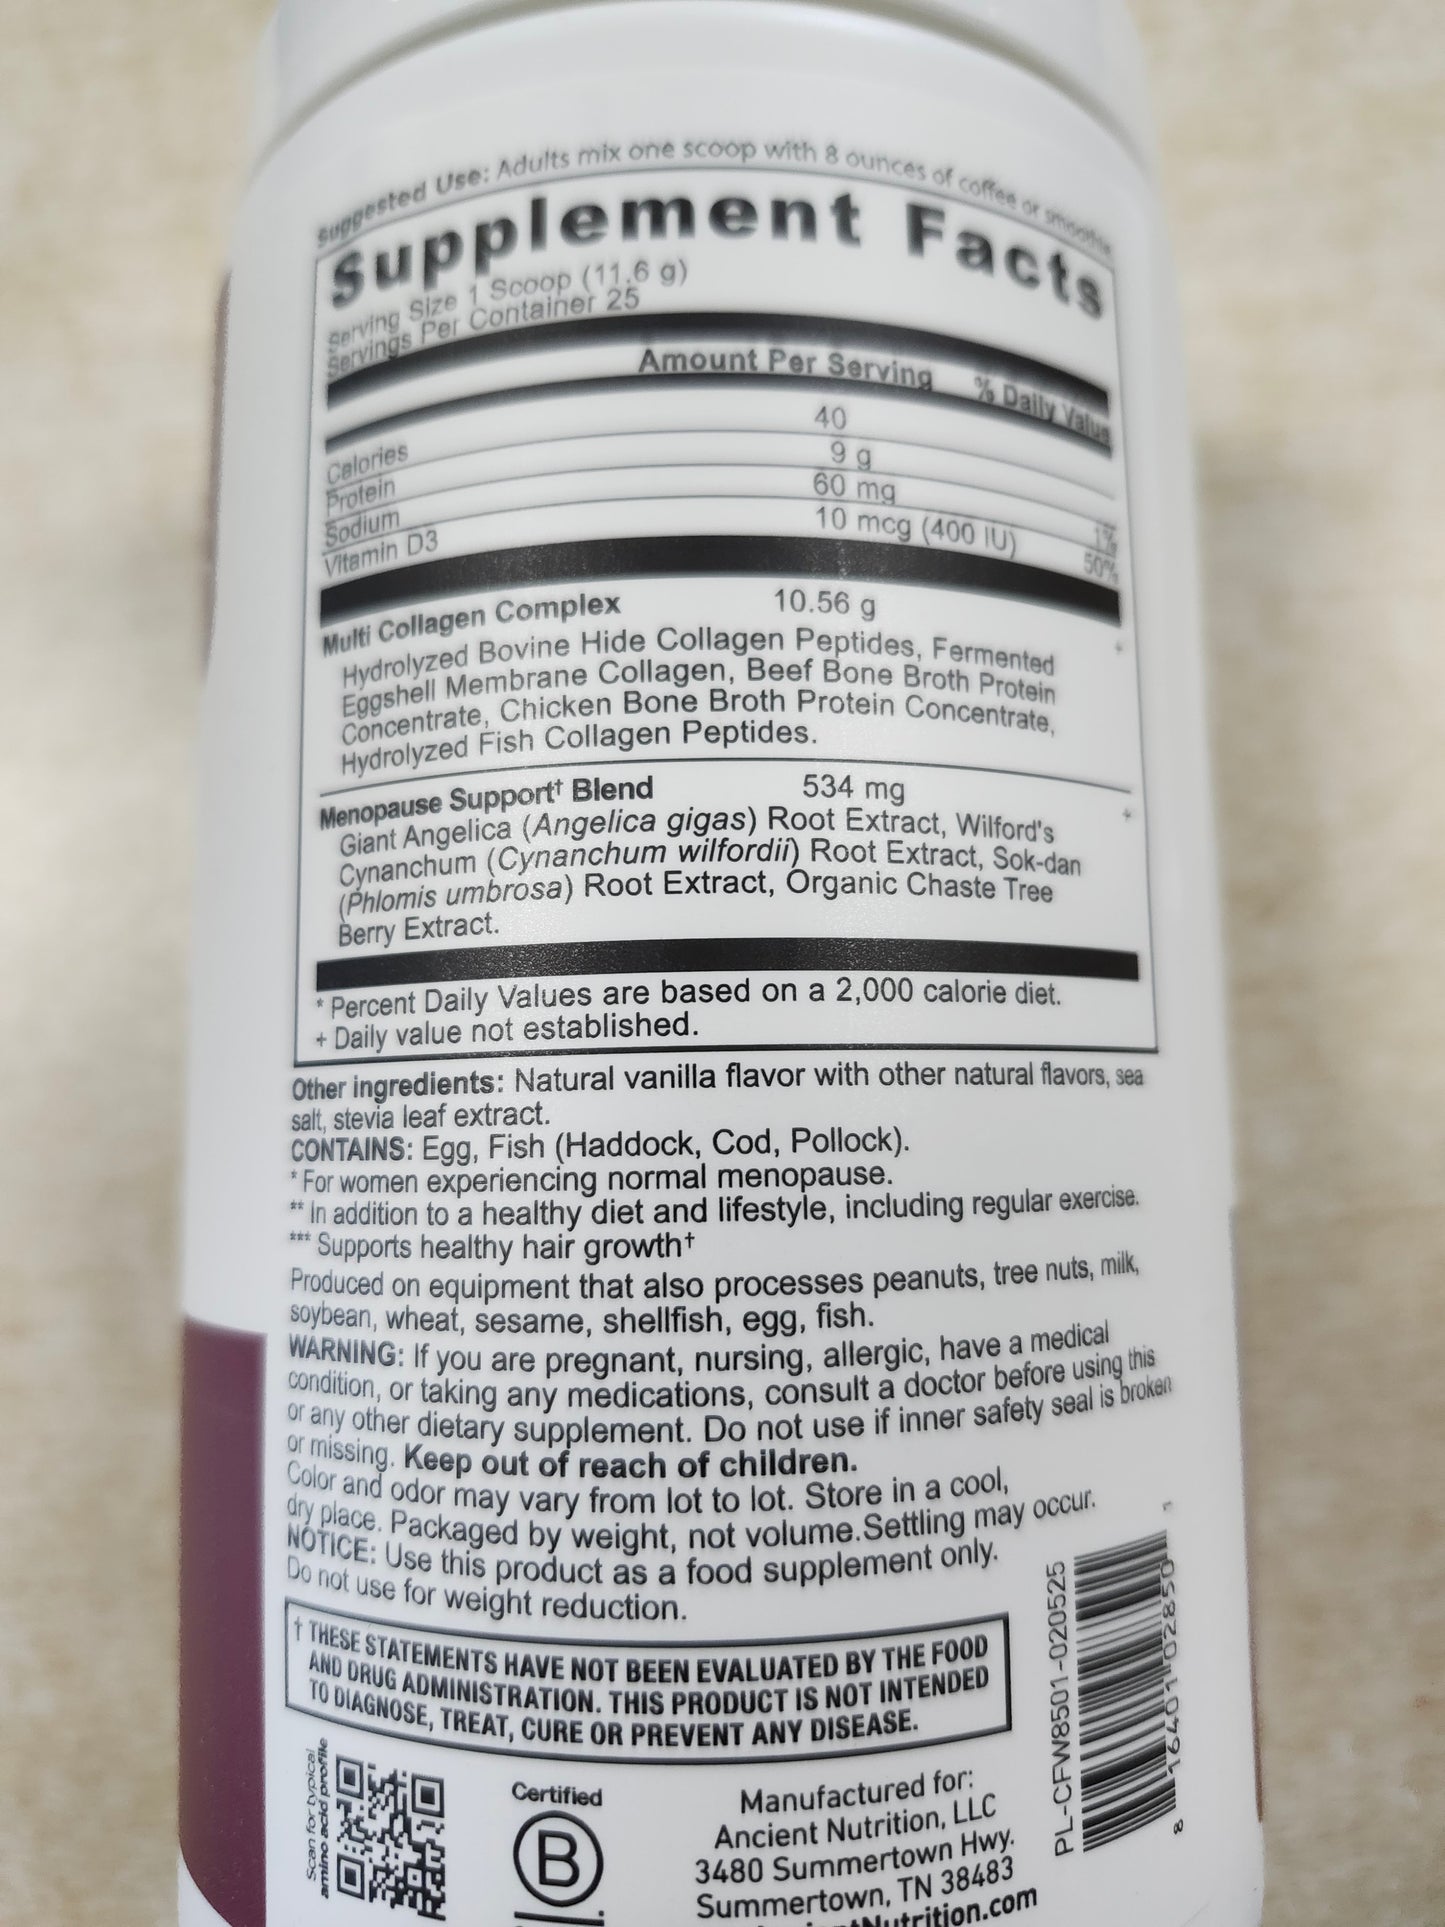 Suggested Use: Adults mix one scoop with 8 ounces of coffee or smoothie
Supplement Facts
Serving Size 1 Scoop (11.6 g)
Servings Per Container 25
Amount Per Serving % Daily Value
Calories 40
Protein 9 g
Sodium 60 mg 1%
Vitamin D3 10 mcg (400 IU) 50%
Multi Collagen Complex 10.56 g +
Hydrolyzed Bovine Hide Collagen Peptides, Fermented
Eggshell Membrane Collagen, Beef Bone Broth Protein
Concentrate, Chicken Bone Broth Protein Concentrate,
Hydrolyzed Fish Collagen Peptides.
Menopause Support† Blend 534 mg +
Giant Angelica (Angelica gigas) Root Extract, Wilford's
Cynanchum (Cynanchum wilfordii) Root Extract, Sok-dan
(Phlomis umbrosa) Root Extract, Organic Chaste Tree
Berry Extract.
* Percent Daily Values are based on a 2,000 calorie diet.
+ Daily value not established.
Other ingredients: Natural vanilla flavor with other natural flavors, sea
salt, stevia leaf extract.
CONTAINS: Egg, Fish (Haddock, Cod, Pollock).
* For women experiencing normal menopause.
** In addition to a healthy diet and lifestyle, including regular exercise.
*** Supports healthy hair growth†
Produced on equipment that also processes peanuts, tree nuts, milk,
soybean, wheat, sesame, shellfish, egg, fish.
WARNING: If you are pregnant, nursing, allergic, have a medical
condition, or taking any medications, consult a doctor before using this
or any other dietary supplement. Do not use if inner safety seal is broken
or missing. Keep out of reach of children.
Color and odor may vary from lot to lot. Store in a cool,
dry place. Packaged by weight, not volume.Settling may occur.
NOTICE: Use this product as a food supplement only.
Do not use for weight reduction.
† THESE STATEMENTS HAVE NOT BEEN EVALUATED BY THE FOOD
AND DRUG ADMINISTRATION. THIS PRODUCT IS NOT INTENDED
TO DIAGNOSE, TREAT, CURE OR PREVENT ANY DISEASE.
Scan for typical
amino acid profile
Certified
B
Manufactured for:
Ancient Nutrition, LLC
3480 Summertown Hwy.
Summertown, TN 38483
PL-CFW8501-020525
8 16401 02850 1